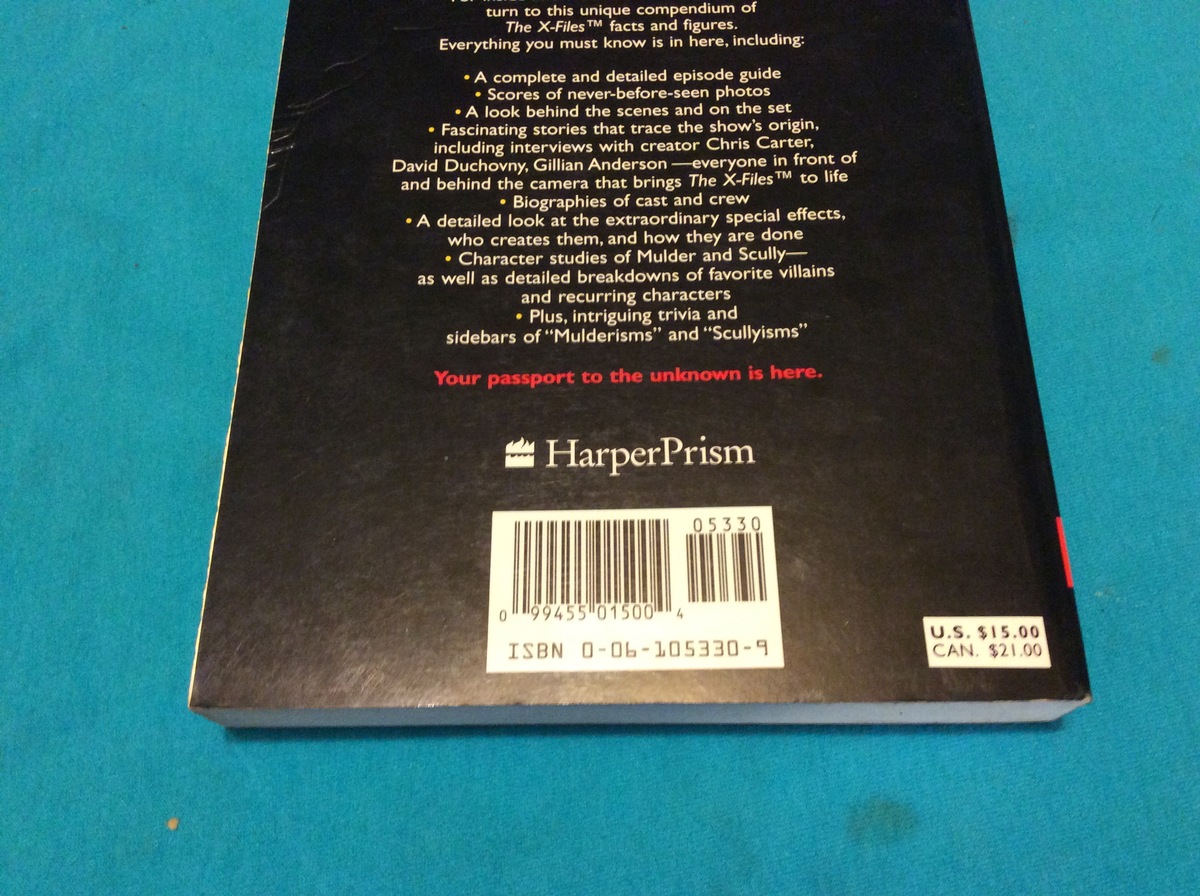 turn to this unique compendium of
The X-Files™ facts and figures.
Everything you must know is in here, including:
• A complete and detailed episode guide
• Scores of never-before-seen photos
• A look behind the scenes and on the set
• Fascinating stories that trace the show's origin,
including interviews with creator Chris Carter,
David Duchovny, Gillian Anderson—everyone in front of
and behind the camera that brings The X-Files™ to life
• Biographies of cast and crew
• A detailed look at the extraordinary special effects,
who creates them, and how they are done
• Character studies of Mulder and Scully—
as well as detailed breakdowns of favorite villains
and recurring characters
• Plus, intriguing trivia and
sidebars of "Mulderisms" and "Scullyisms"
Your passport to the unknown is here.
HarperPrism
05330
0 99455 01500 4
ISBN 0-06-105330-9
U.S. $15.00
CAN. $21.00